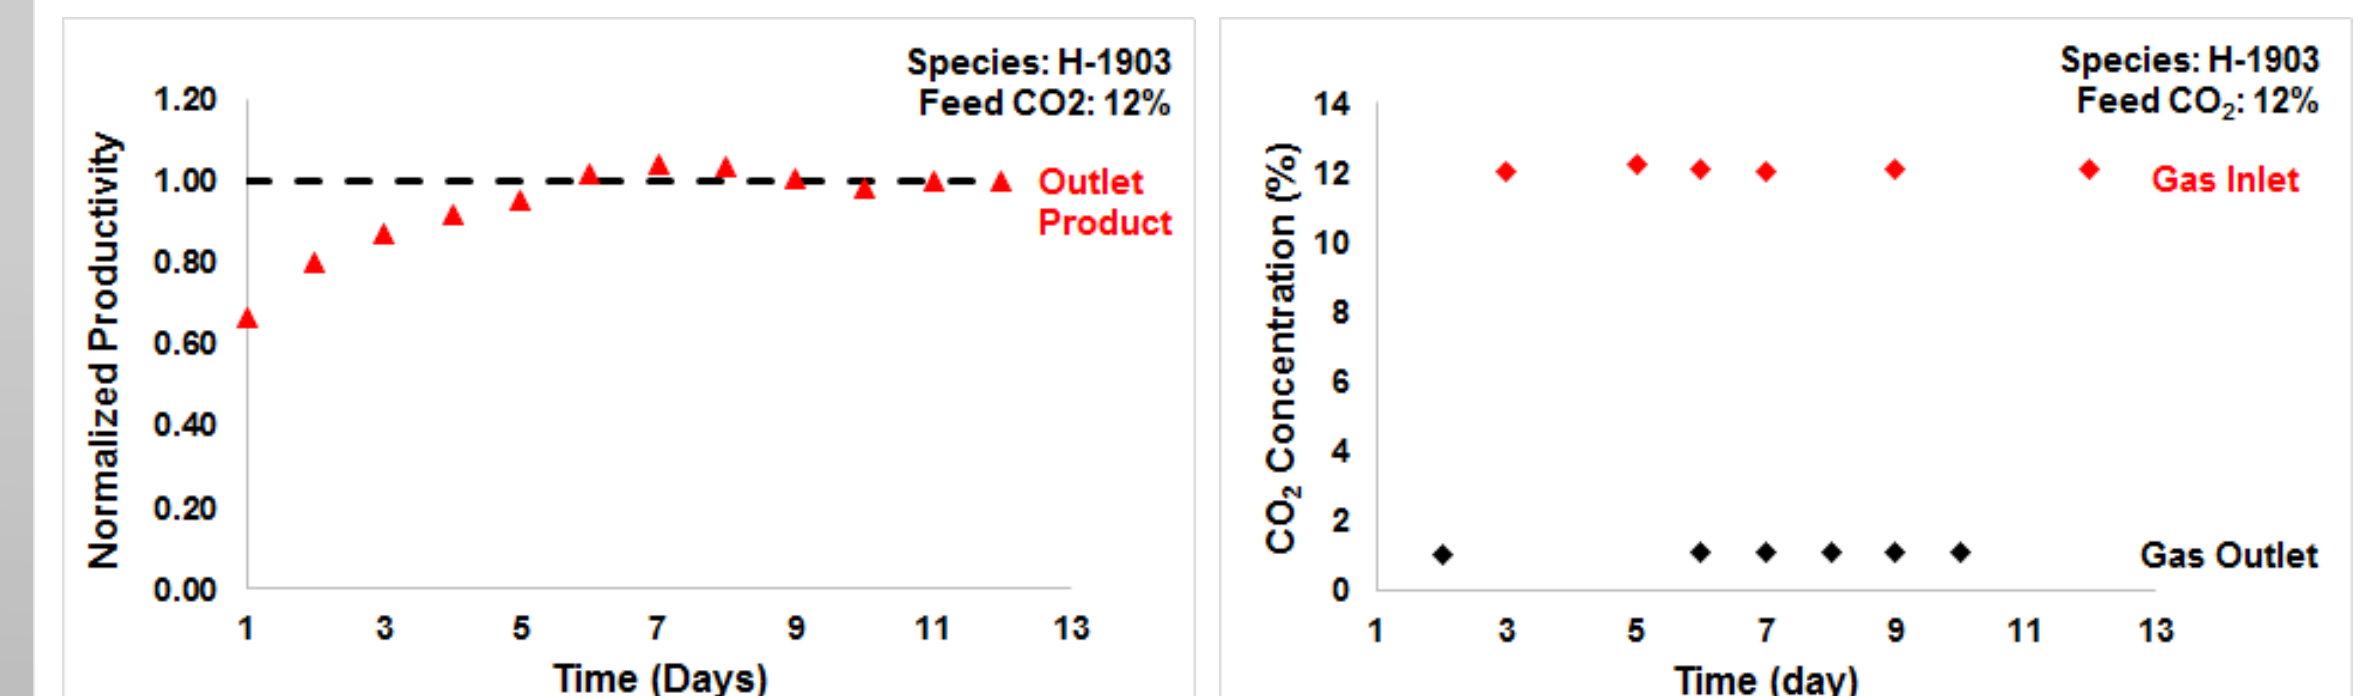 Species: H-1903
Feed CO2: 12%
1.20
1.00
0.80
0.60
0.40
0.20
0.00
Normalized Productivity
Outlet
Product
1 3 5 7 9 11 13
Time (Days)
Species: H-1903
Feed CO₂: 12%
14
12
10
8
6
4
2
0
CO₂ Concentration (%)
Gas Inlet
Gas Outlet
1 3 5 7 9 11 13
Time (day)